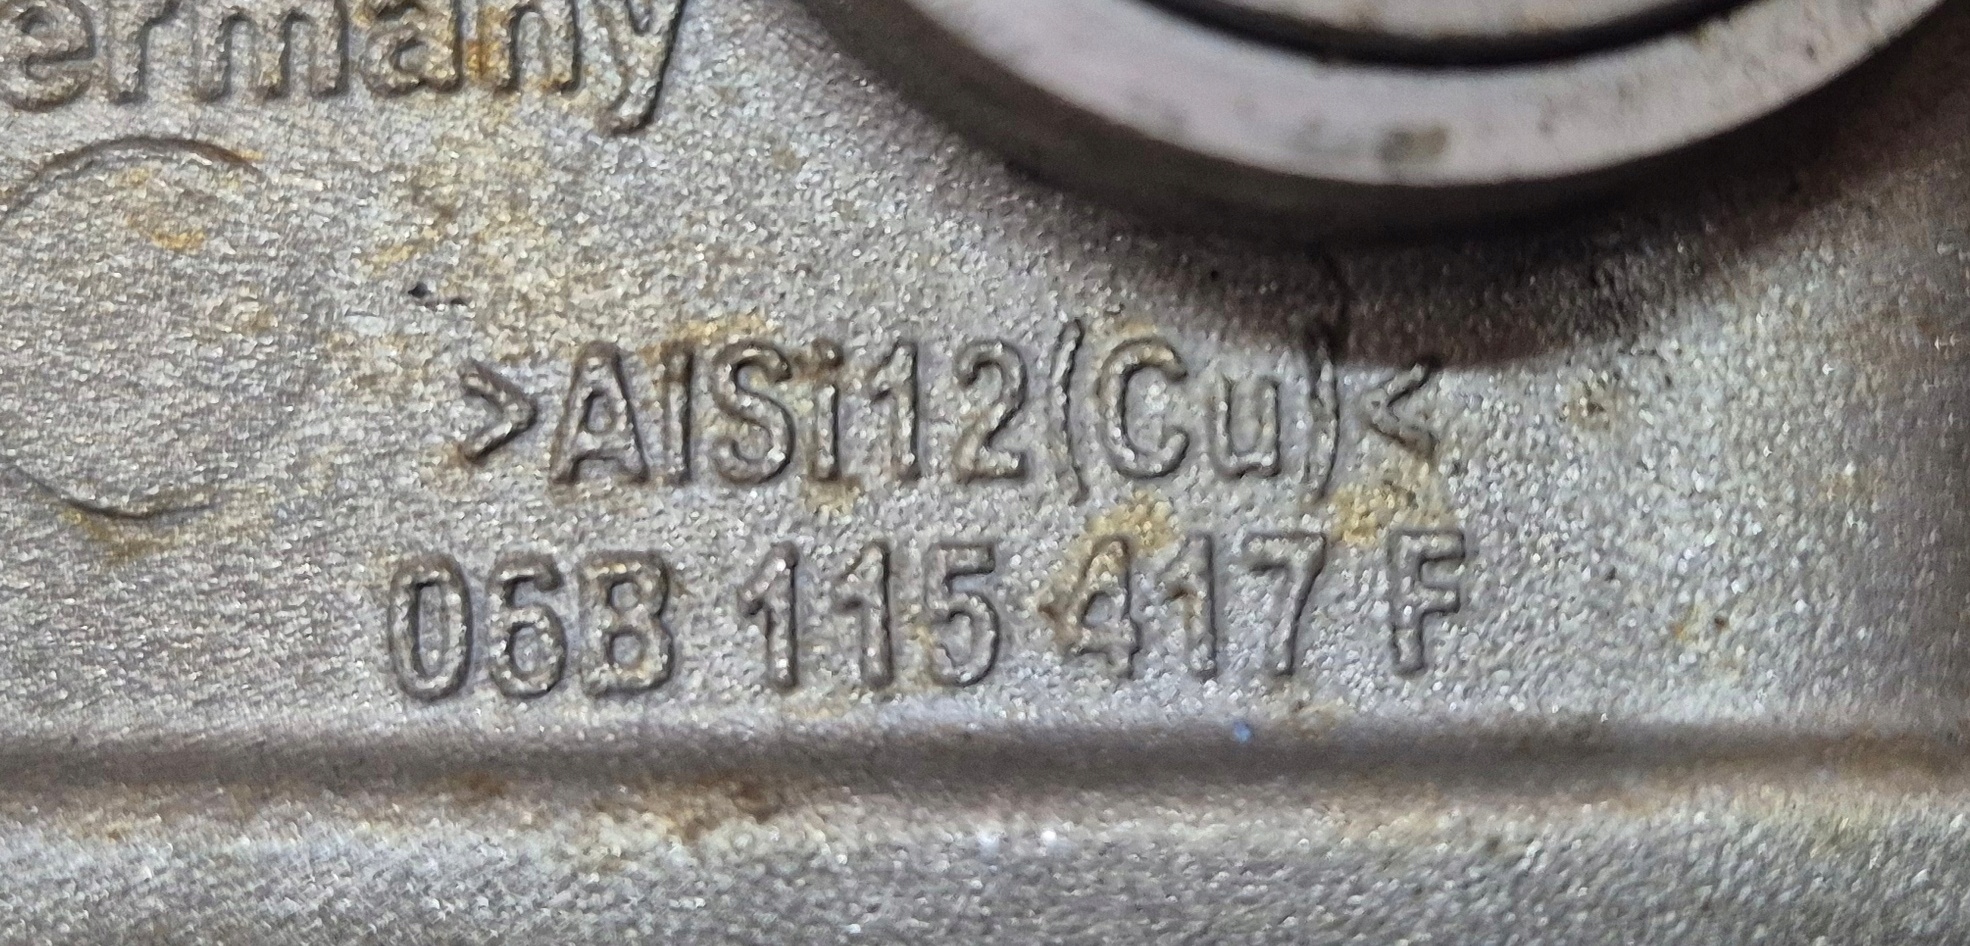 ermany
>AlSi12(Cu)<
06B 115 417 F